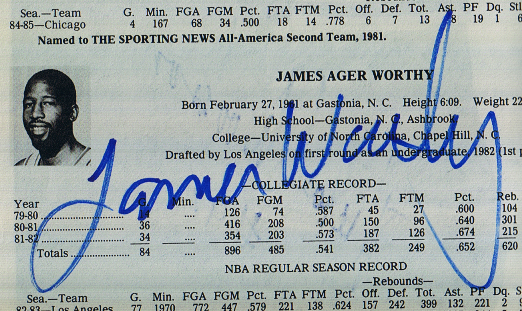 Sea.—Team G. Min. FGA FGM Pct. FTA FTM Pct. Off. Def. Tot. Ast. PF Dq. Stl
84-85—Chicago 4 167 68 34 .500 18 14 .778 6 7 13 8 19 1
Named to THE SPORTING NEWS All-America Second Team, 1981.
JAMES AGER WORTHY
Born February 27, 1961 at Gastonia, N. C. Height 6:09. Weight 22
High School—Gastonia, N. C., Ashbrook
College—University of North Carolina, Chapel Hill, N. C.
Drafted by Los Angeles on first round as an undergraduate, 1982 (1st p
James Worthy
—COLLEGIATE RECORD—
Year G. Min. FGA FGM Pct. FTA FTM Pct. Reb.
79-80 14 .... 126 74 .587 45 27 .600 104
80-81 36 .... 416 208 .500 150 96 .640 301
81-82 34 .... 354 203 .573 187 126 .674 215
Totals 84 .... 896 485 .541 382 249 .652 620
NBA REGULAR SEASON RECORD
—Rebounds—
Sea.—Team G. Min. FGA FGM Pct. FTA FTM Pct. Off. Def. Tot. Ast. PF Dq. S
82-83—Los Angeles 77 1970 772 447 .579 221 138 .624 157 242 399 132 221 2